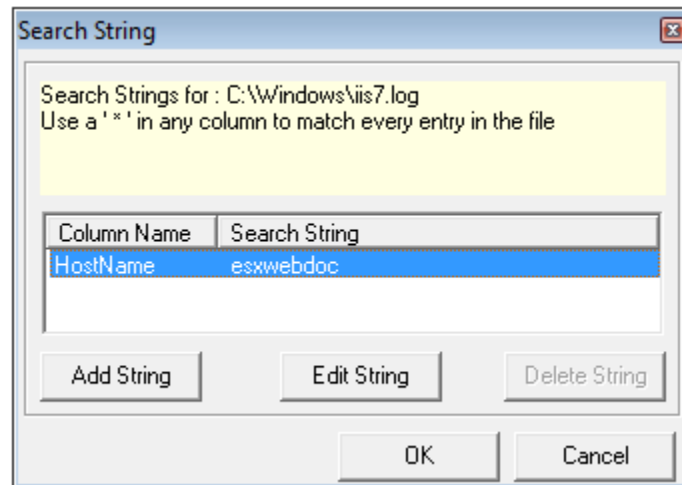 Search String
Search Strings for : C:\Windows\iis7.log
Use a ' * ' in any column to match every entry in the file
Column Name Search String
HostName esxwebdoc
Add String Edit String Delete String
OK Cancel